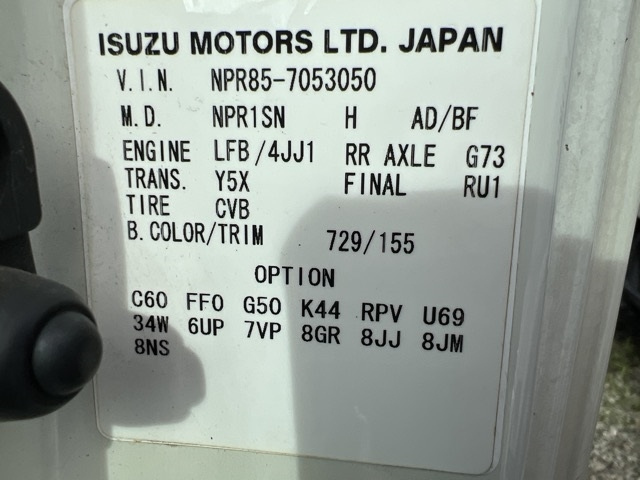 ISUZU MOTORS LTD. JAPAN
V.I.N. NPR85-7053050
M.D. NPR1SN H AD/BF
ENGINE LFB/4JJ1 RR AXLE G73
TRANS. Y5X FINAL RU1
TIRE CVB
B.COLOR/TRIM 729/155
OPTION
C60 FFO G50 K44 RPV U69
34W 6UP 7VP 8GR 8JJ 8JM
8NS